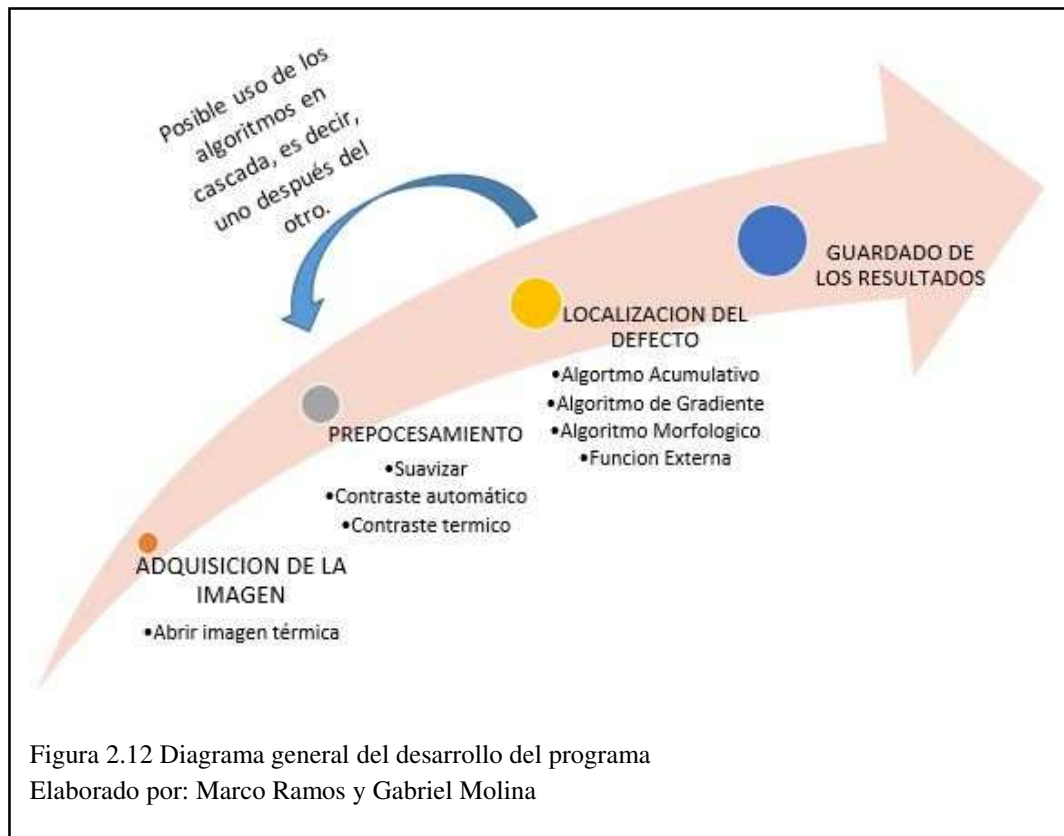 Posible uso de los
algoritmos en
cascada, es decir,
uno después del
otro.
GUARDADO DE
LOS RESULTADOS
LOCALIZACION DEL
DEFECTO
•Algortmo Acumulativo
•Algoritmo de Gradiente
•Algoritmo Morfologico
•Funcion Externa
PREPOCESAMIENTO
•Suavizar
•Contraste automático
•Contraste termico
ADQUISICION DE LA
IMAGEN
•Abrir imagen térmica
Figura 2.12 Diagrama general del desarrollo del programa
Elaborado por: Marco Ramos y Gabriel Molina